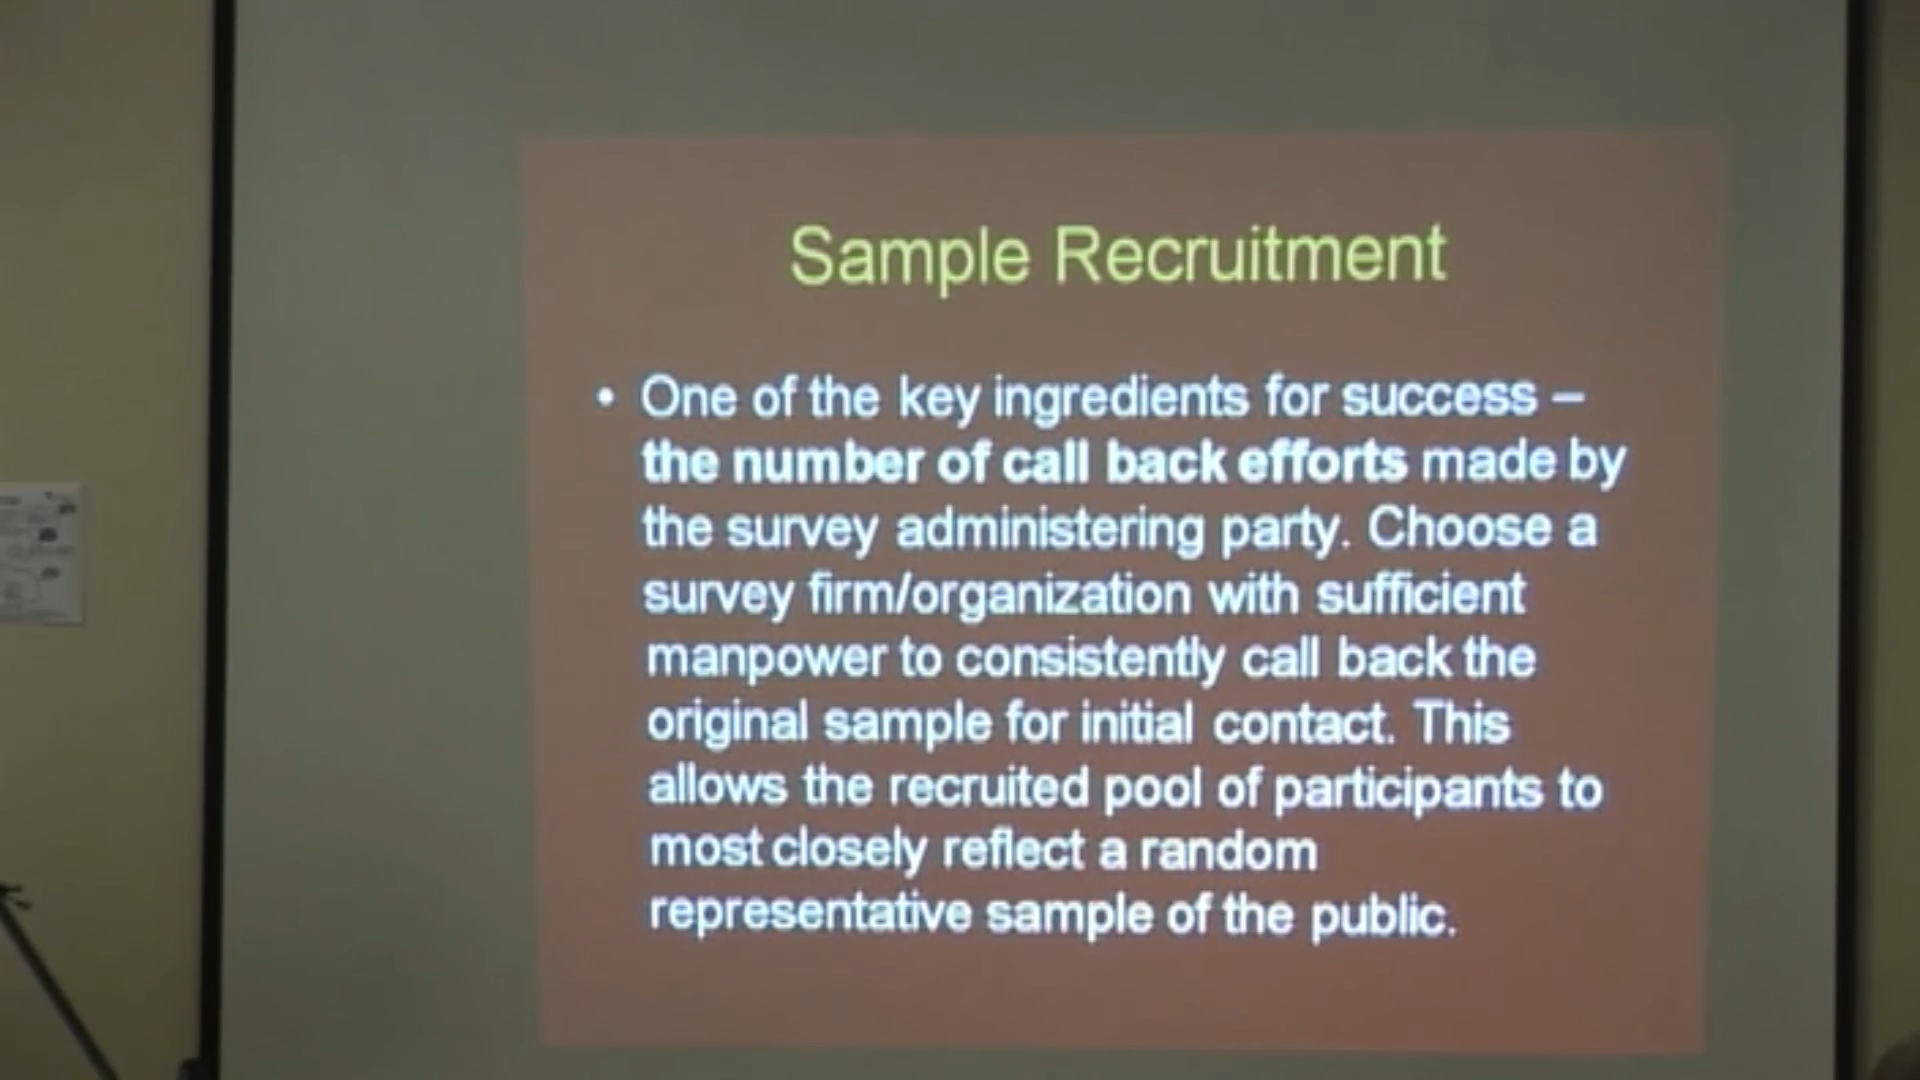 Sample Recruitment
• One of the key ingredients for success –
the number of call back efforts made by
the survey administering party. Choose a
survey firm/organization with sufficient
manpower to consistently call back the
original sample for initial contact. This
allows the recruited pool of participants to
most closely reflect a random
representative sample of the public.